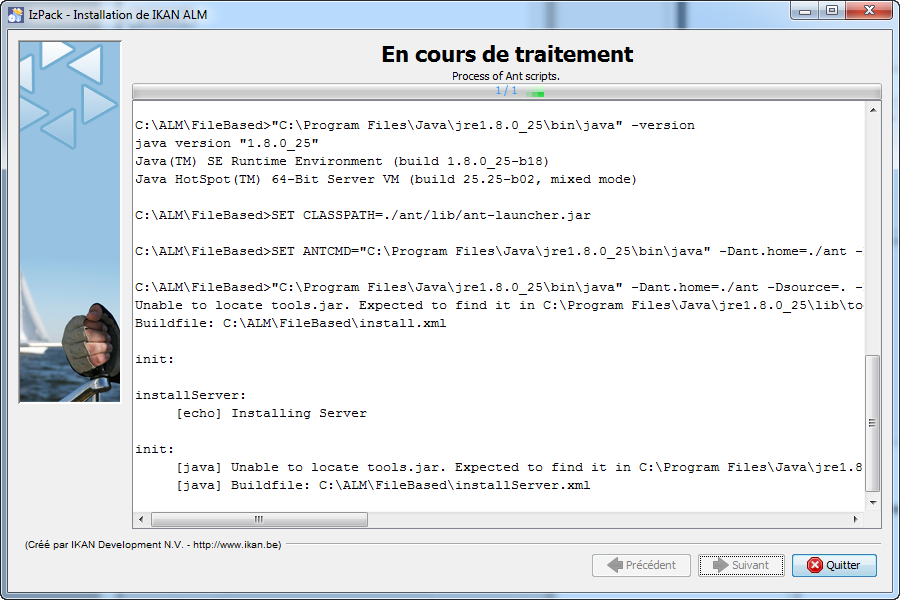 IzPack - Installation de IKAN ALM
En cours de traitement
Process of Ant scripts.
1 / 1
C:\ALM\FileBased>"C:\Program Files\Java\jre1.8.0_25\bin\java" -version
java version "1.8.0_25"
Java(TM) SE Runtime Environment (build 1.8.0_25-b18)
Java HotSpot(TM) 64-Bit Server VM (build 25.25-b02, mixed mode)
C:\ALM\FileBased>SET CLASSPATH=./ant/lib/ant-launcher.jar
C:\ALM\FileBased>SET ANTCMD="C:\Program Files\Java\jre1.8.0_25\bin\java" -Dant.home=./ant -
C:\ALM\FileBased>"C:\Program Files\Java\jre1.8.0_25\bin\java" -Dant.home=./ant -Dsource=. -
Unable to locate tools.jar. Expected to find it in C:\Program Files\Java\jre1.8.0_25\lib\to
Buildfile: C:\ALM\FileBased\install.xml
init:
installServer:
[echo] Installing Server
init:
[java] Unable to locate tools.jar. Expected to find it in C:\Program Files\Java\jre1.8
[java] Buildfile: C:\ALM\FileBased\installServer.xml
(Créé par IKAN Development N.V. - http://www.ikan.be)
Précédent
Suivant
Quitter